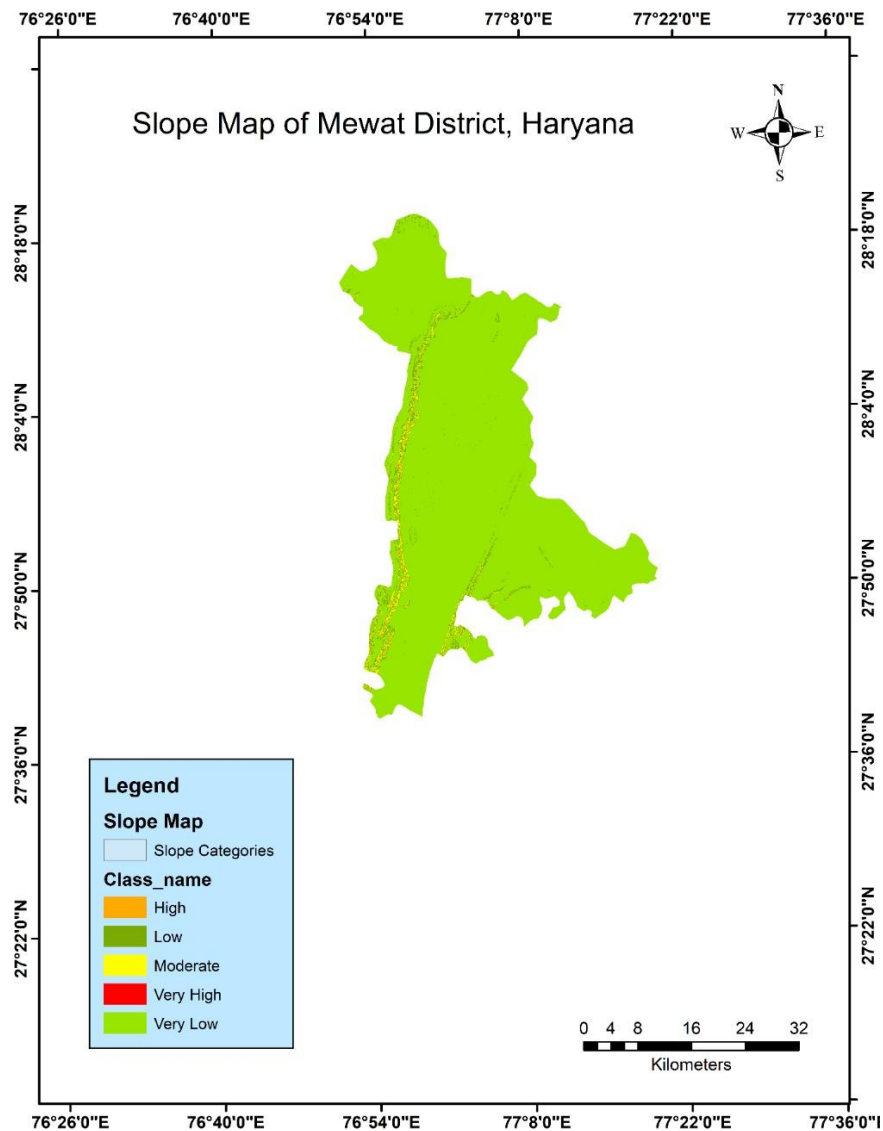 76°26'0"E 76°40'0"E 76°54'0"E 77°8'0"E 77°22'0"E 77°36'0"E
Slope Map of Mewat District, Haryana
N
W E
S
28°18'0"N 28°18'0"N
28°4'0"N 28°4'0"N
27°50'0"N 27°50'0"N
27°36'0"N 27°36'0"N
27°22'0"N 27°22'0"N
Legend
Slope Map
Slope Categories
Class_name
High
Low
Moderate
Very High
Very Low
0 4 8 16 24 32
Kilometers
76°26'0"E 76°40'0"E 76°54'0"E 77°8'0"E 77°22'0"E 77°36'0"E